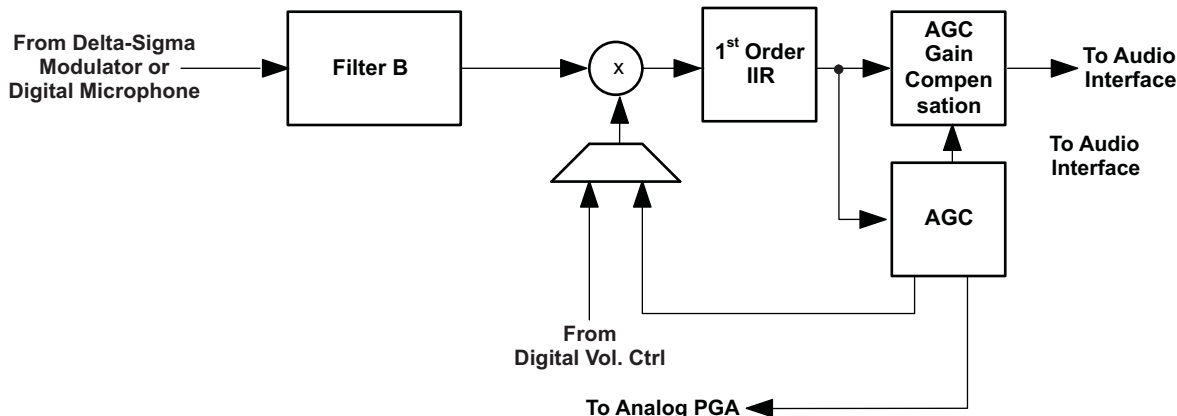 From Delta-Sigma
Modulator or
Digital Microphone
Filter B
x
1st Order
IIR
AGC
Gain
Compen
sation
To Audio
Interface
To Audio
Interface
AGC
From
Digital Vol. Ctrl
To Analog PGA